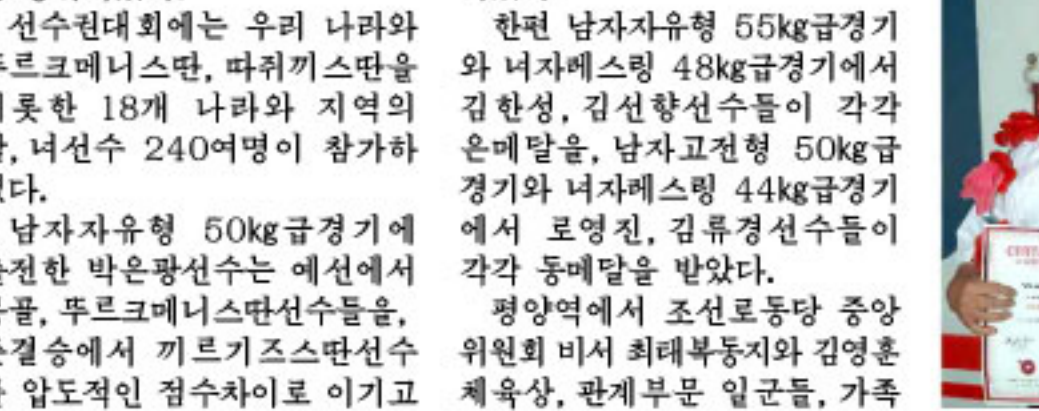 선수권대회에는 우리 나라와
르크메니스딴, 따쥐끼스딴을
롯한 18개 나라와 지역의
, 녀선수 240여명이 참가하
다.
남자자유형 50kg급경기에
전한 박은광선수는 예선에서
골, 뚜르크메니스딴선수들을,
결승에서 끼르기즈스딴선수
압도적인 점수차이로 이기고
한편 남자자유형 55kg급경기
와 녀자레스링 48kg급경기에서
김한성, 김선향선수들이 각각
은메달을, 남자고전형 50kg급
경기와 녀자레스링 44kg급경기
에서 로영진, 김류경선수들이
각각 동메달을 받았다.
평양역에서 조선로동당 중앙
위원회 비서 최태복동지와 김영훈
체육상, 관계부문 일군들, 가족